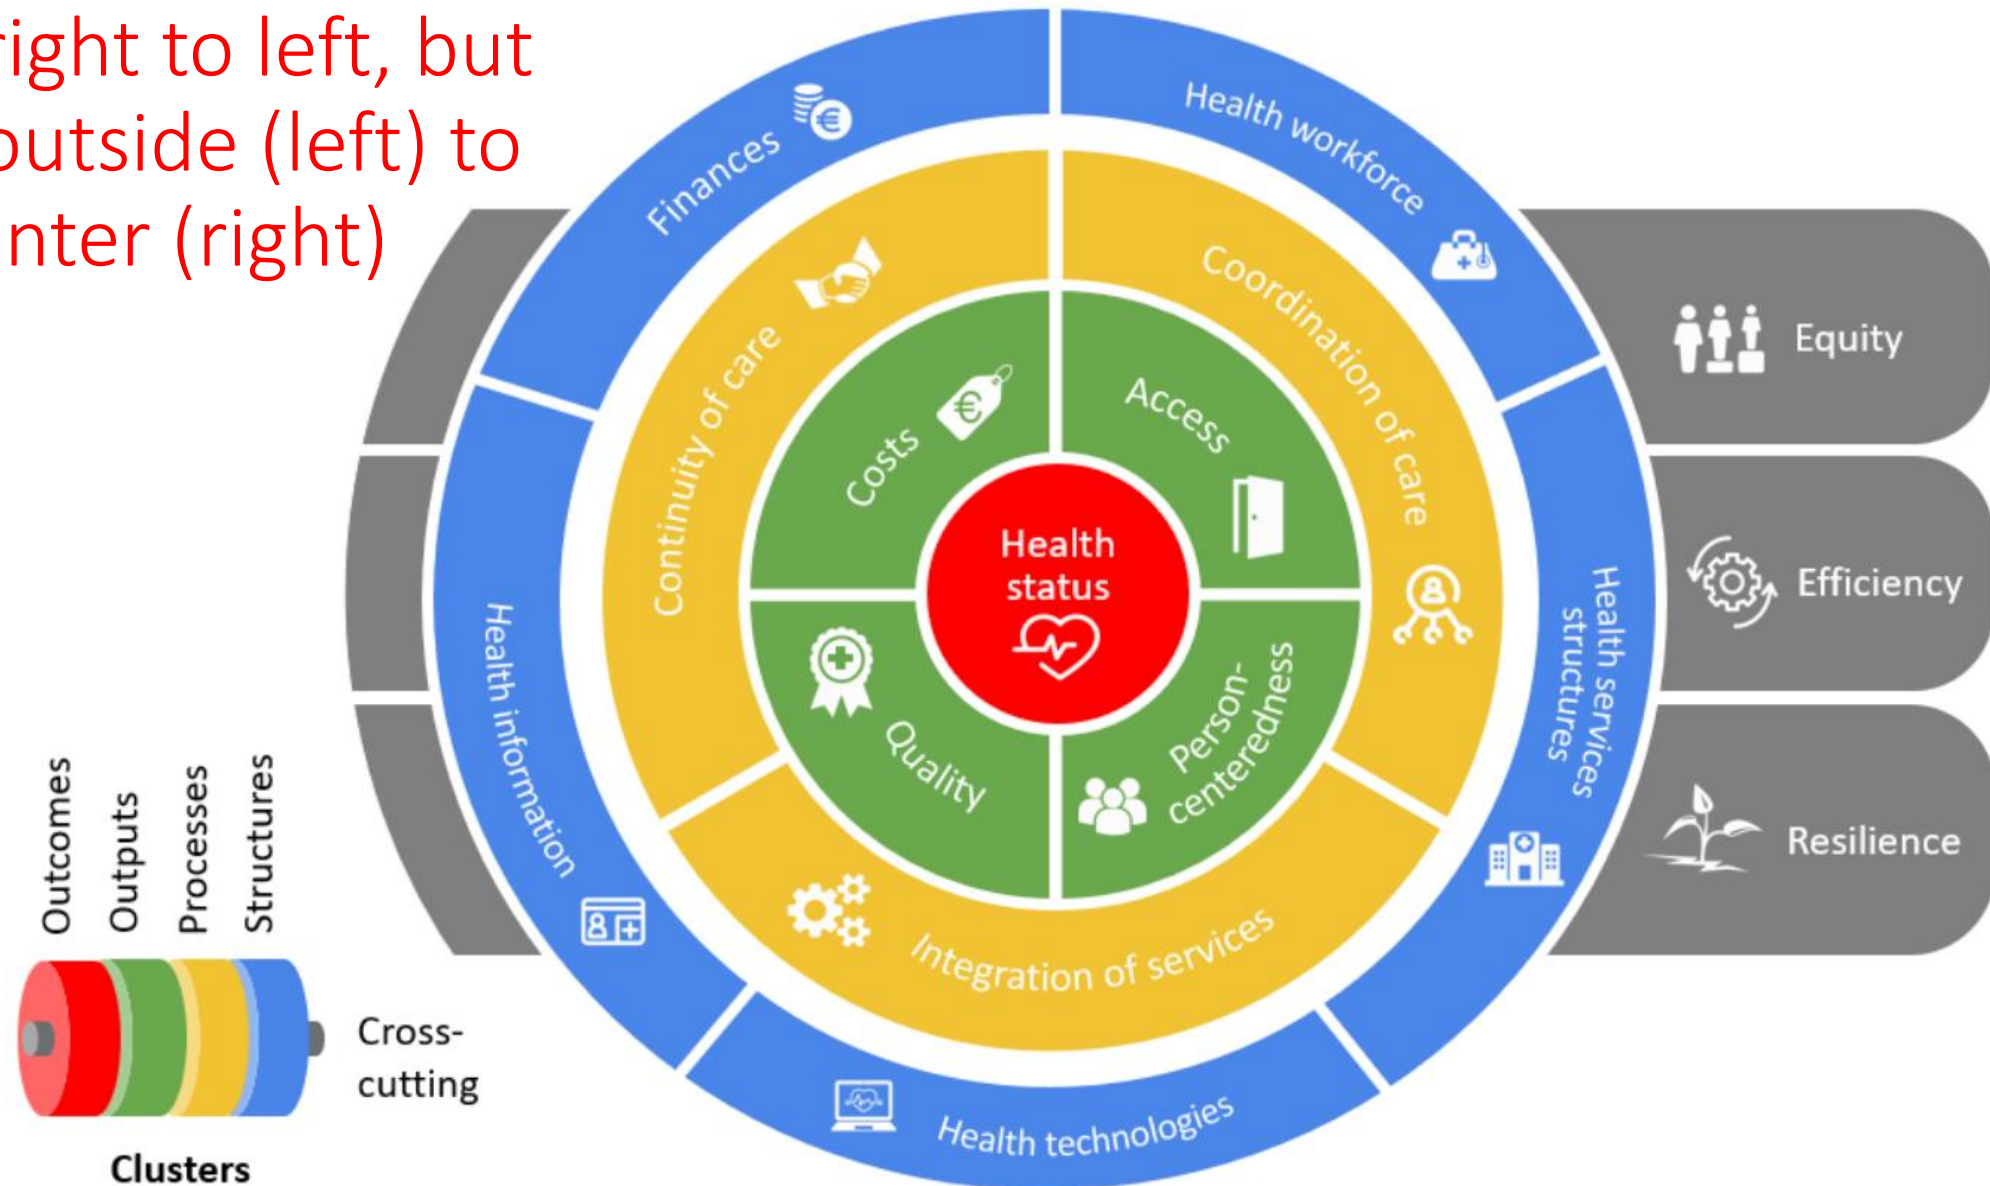 right to left, but
outside (left) to
nter (right)
Finances
Health workforce
Continuity of care
Coordination of care
Costs
Access
Health
status
Equity
Efficiency
Resilience
Health information
Health services
structures
Quality
Person-
centeredness
Integration of services
Health technologies
Outcomes
Outputs
Processes
Structures
Cross-
cutting
Clusters